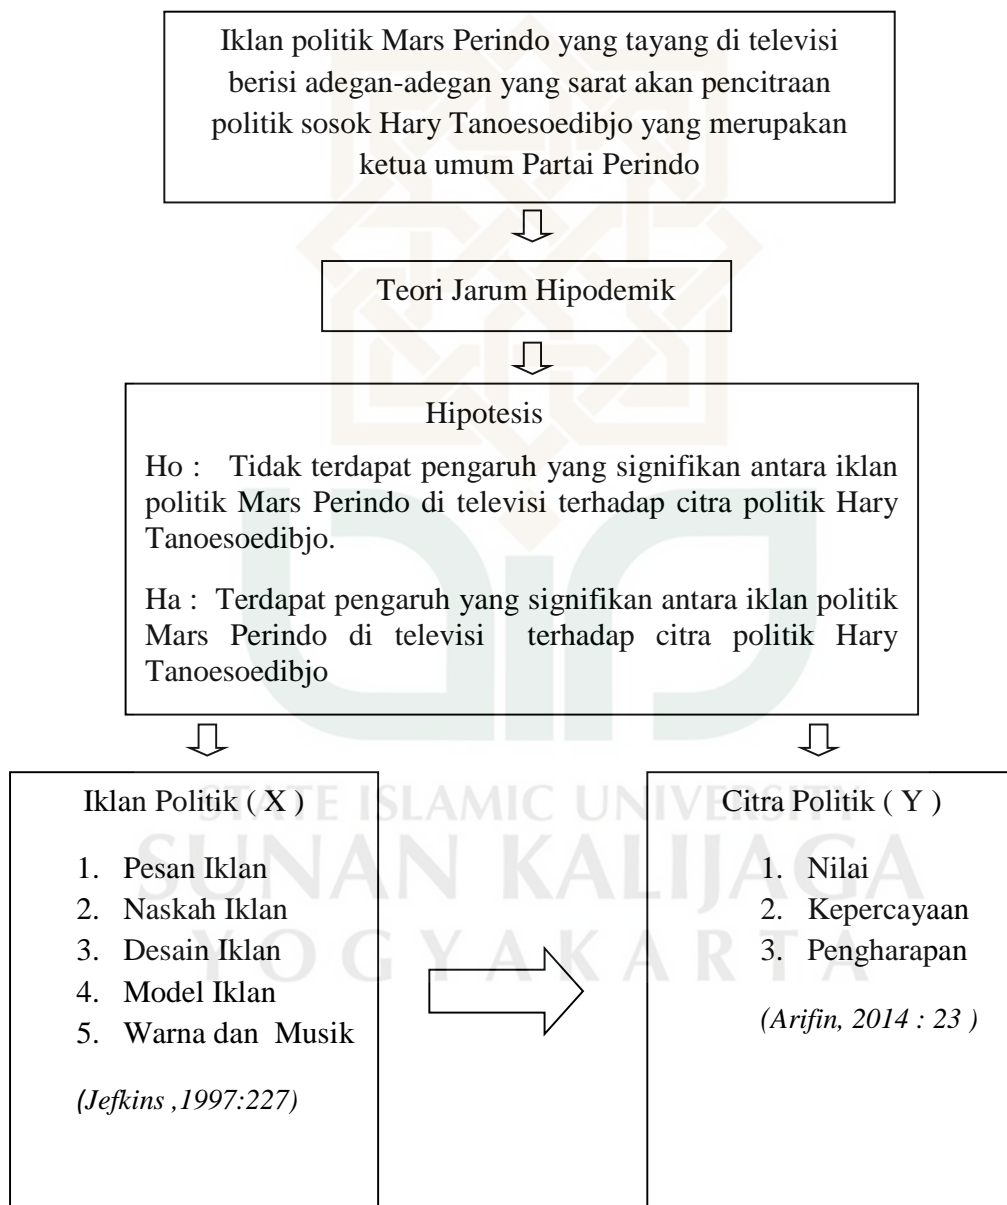 Iklan politik Mars Perindo yang tayang di televisi
berisi adegan-adegan yang sarat akan pencitraan
politik sosok Hary Tanoesoedibjo yang merupakan
ketua umum Partai Perindo
Teori Jarum Hipodemik
Hipotesis
Ho : Tidak terdapat pengaruh yang signifikan antara iklan
politik Mars Perindo di televisi terhadap citra politik Hary
Tanoesoedibjo.
Ha : Terdapat pengaruh yang signifikan antara iklan politik
Mars Perindo di televisi terhadap citra politik Hary
Tanoesoedibjo
Iklan Politik ( X )
1. Pesan Iklan
2. Naskah Iklan
3. Desain Iklan
4. Model Iklan
5. Warna dan Musik
(Jefkins ,1997:227)
Citra Politik ( Y )
1. Nilai
2. Kepercayaan
3. Pengharapan
(Arifin, 2014 : 23 )
STATE ISLAMIC UNIVERSITY
SUNAN KALIJAGA
YOGYAKARTA